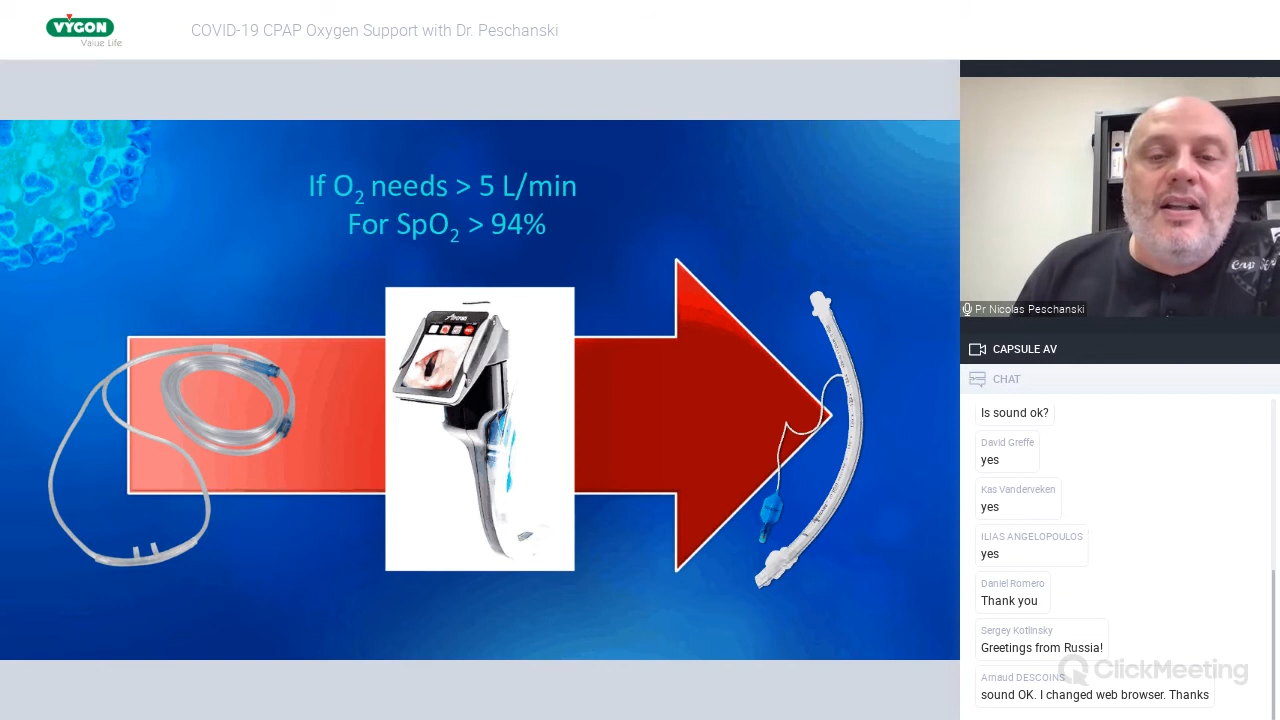 VYGON
Value Life
COVID-19 CPAP Oxygen Support with Dr. Peschanski
If O2 needs > 5 L/min
For SpO2 > 94%
Pr Nicolas Peschanski
CAPSULE AV
CHAT
Is sound ok?
David Greffe
yes
Kas Vanderveken
yes
ILIAS ANGELOPOULOS
yes
Daniel Romero
Thank you
Sergey Kotlinsky
Greetings from Russia!
Arnaud DESCOINS
sound OK. I changed web browser. Thanks
ClickMeeting